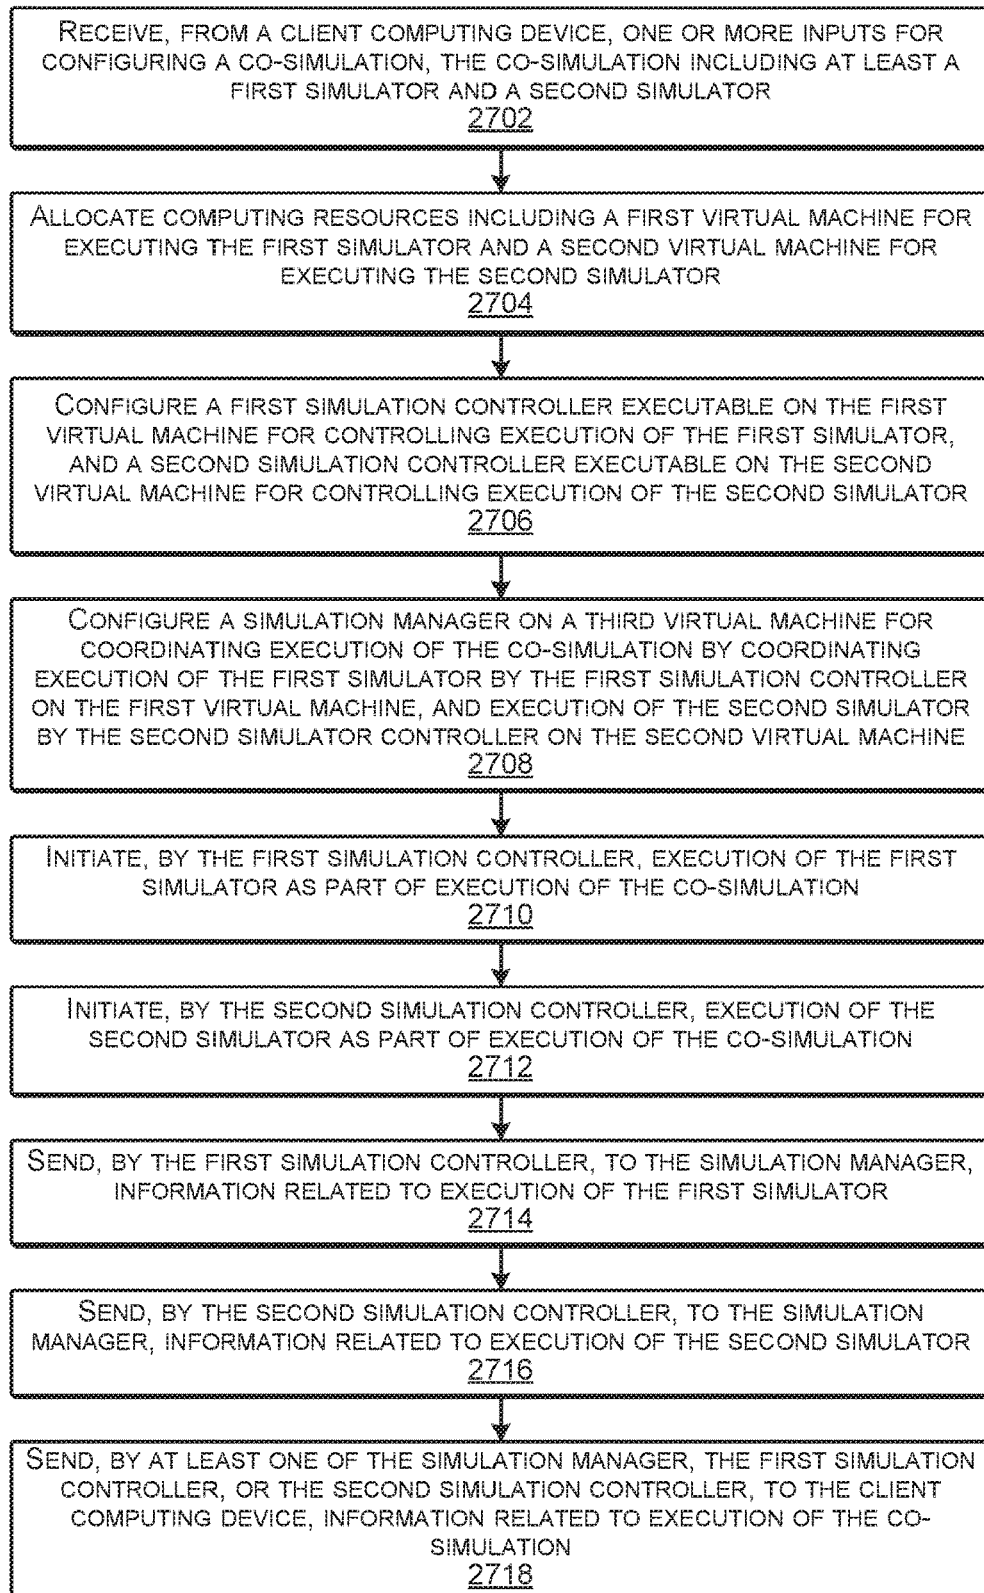 RECEIVE, FROM A CLIENT COMPUTING DEVICE, ONE OR MORE INPUTS FOR
CONFIGURING A CO-SIMULATION, THE CO-SIMULATION INCLUDING AT LEAST A
FIRST SIMULATOR AND A SECOND SIMULATOR
2702
ALLOCATE COMPUTING RESOURCES INCLUDING A FIRST VIRTUAL MACHINE FOR
EXECUTING THE FIRST SIMULATOR AND A SECOND VIRTUAL MACHINE FOR
EXECUTING THE SECOND SIMULATOR
2704
CONFIGURE A FIRST SIMULATION CONTROLLER EXECUTABLE ON THE FIRST
VIRTUAL MACHINE FOR CONTROLLING EXECUTION OF THE FIRST SIMULATOR,
AND A SECOND SIMULATION CONTROLLER EXECUTABLE ON THE SECOND
VIRTUAL MACHINE FOR CONTROLLING EXECUTION OF THE SECOND SIMULATOR
2706
CONFIGURE A SIMULATION MANAGER ON A THIRD VIRTUAL MACHINE FOR
COORDINATING EXECUTION OF THE CO-SIMULATION BY COORDINATING
EXECUTION OF THE FIRST SIMULATOR BY THE FIRST SIMULATION CONTROLLER
ON THE FIRST VIRTUAL MACHINE, AND EXECUTION OF THE SECOND SIMULATOR
BY THE SECOND SIMULATOR CONTROLLER ON THE SECOND VIRTUAL MACHINE
2708
INITIATE, BY THE FIRST SIMULATION CONTROLLER, EXECUTION OF THE FIRST
SIMULATOR AS PART OF EXECUTION OF THE CO-SIMULATION
2710
INITIATE, BY THE SECOND SIMULATION CONTROLLER, EXECUTION OF THE
SECOND SIMULATOR AS PART OF EXECUTION OF THE CO-SIMULATION
2712
SEND, BY THE FIRST SIMULATION CONTROLLER, TO THE SIMULATION MANAGER,
INFORMATION RELATED TO EXECUTION OF THE FIRST SIMULATOR
2714
SEND, BY THE SECOND SIMULATION CONTROLLER, TO THE SIMULATION
MANAGER, INFORMATION RELATED TO EXECUTION OF THE SECOND SIMULATOR
2716
SEND, BY AT LEAST ONE OF THE SIMULATION MANAGER, THE FIRST SIMULATION
CONTROLLER, OR THE SECOND SIMULATION CONTROLLER, TO THE CLIENT
COMPUTING DEVICE, INFORMATION RELATED TO EXECUTION OF THE CO-
SIMULATION
2718